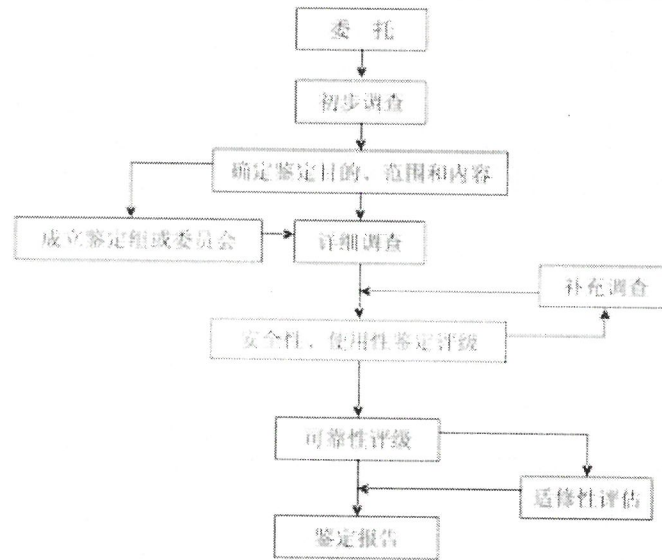 委 托
初步调查
确定鉴定目的、范围和内容
成立鉴定组或委员会
详细调查
补充调查
安全性、使用性鉴定评级
可靠性评级
适修性评估
鉴定报告